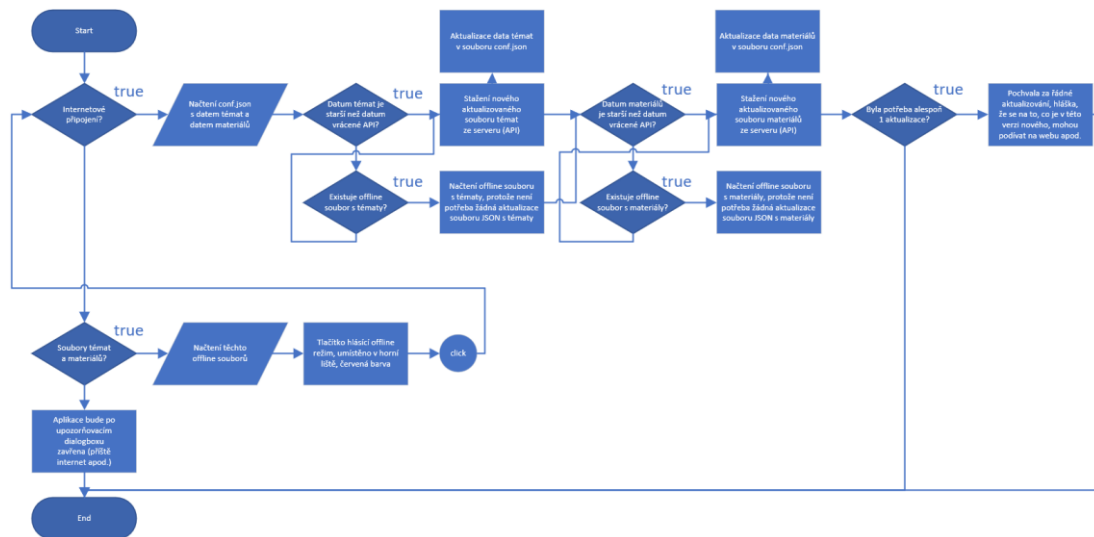 Start
Internetové
připojení?
true
Načtení conf.json
s datem témat a
datem materiálů
Datum témat je
starší než datum
vrácené API?
true
Aktualizace data témat
v souboru conf.json
Stažení nového
aktualizovaného
souboru témat
ze serveru (API)
Existuje offline
soubor s tématy?
true
Načtení offline souboru
s tématy, protože není
potřeba žádná aktualizace
souboru JSON s tématy
Datum materiálů
je starší než datum
vrácené API?
true
Aktualizace data materiálů
v souboru conf.json
Stažení nového
aktualizovaného
souboru materiálů
ze serveru (API)
Existuje offline
soubor s materiály?
true
Načtení offline souboru
s materiály, protože není
potřeba žádná aktualizace
souboru JSON s materiály
Byla potřeba alespoň
1 aktualizace?
true
Pochvala za řádné
aktualizování, hláška,
že se na to, co je v této
verzi nového, mohou
podívat na webu apod.
Soubory témat
a materiálů?
true
Načtení těchto
offline souborů
Tlačítko hlásící offline
režim, umístěno v horní
liště, červená barva
click
Aplikace bude po
upozorňovacím
dialogboxu
zavřena (příště
internet apod.)
End